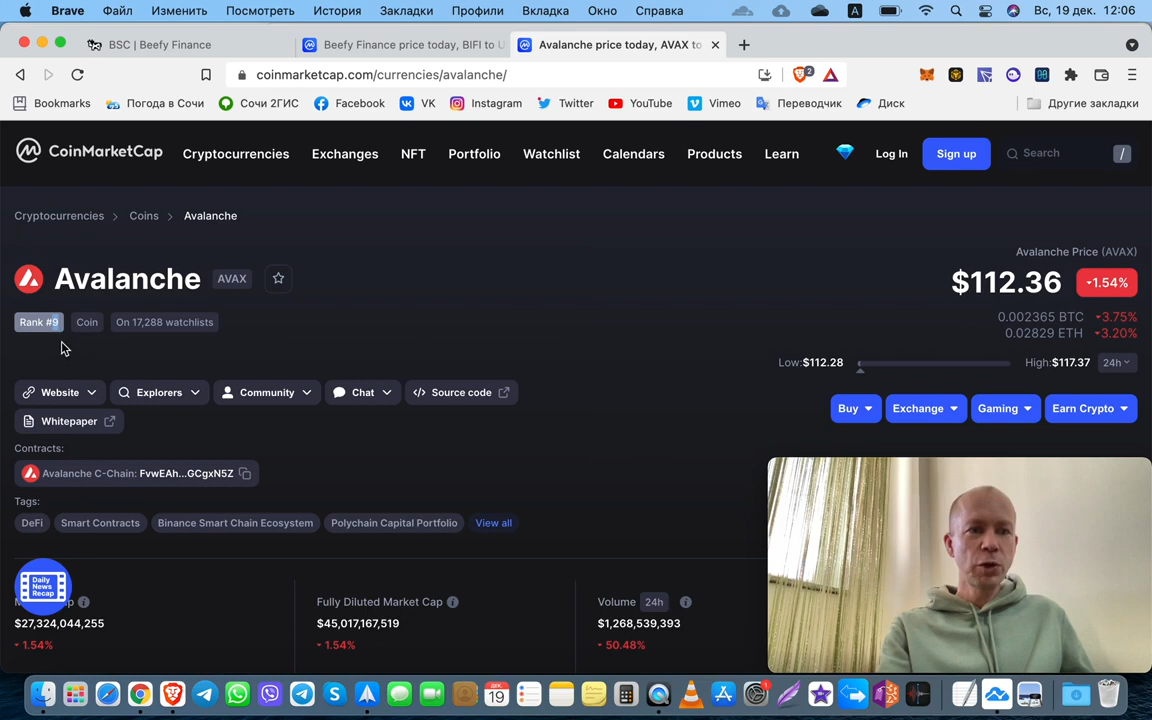 Brave Файл Изменить Посмотреть История Закладки Профили Вкладка Окно Справка A Вс, 19 дек. 12:06
BSC | Beefy Finance
Beefy Finance price today, BIFI to U
Avalanche price today, AVAX to
coinmarketcap.com/currencies/avalanche/
2
Bookmarks Погода в Сочи Сочи 2ГИС Facebook VK Instagram Twitter YouTube Vimeo Переводчик Диск Другие закладки
CoinMarketCap Cryptocurrencies Exchanges NFT Portfolio Watchlist Calendars Products Learn Log In Sign up Search /
Cryptocurrencies > Coins > Avalanche
Avalanche Price (AVAX)
Avalanche AVAX
$112.36 1.54%
Rank #9 Coin On 17,288 watchlists
0.002365 BTC 3.75%
0.02829 ETH 3.20%
Low:$112.28 High:$117.37 24h
Website Explorers Community Chat Source code
Buy Exchange Gaming Earn Crypto
Whitepaper
Contracts:
Avalanche C-Chain: FvwEAh...GCgxN5Z
Tags:
DeFi Smart Contracts Binance Smart Chain Ecosystem Polychain Capital Portfolio View all
Daily
News
Recap
Fully Diluted Market Cap
Volume 24h
$27,324,044,255
$45,017,167,519
$1,268,539,393
1.54%
1.54%
50.48%
ДЕК
19
1